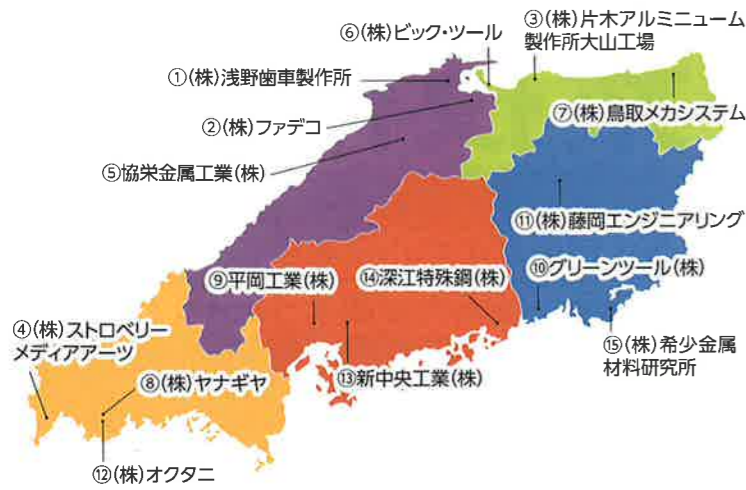 ⑥(株)ビック・ツール
③(株)片木アルミニューム
製作所大山工場
①(株)浅野歯車製作所
②(株)ファデコ
⑦(株)鳥取メカシステム
⑤協栄金属工業(株)
⑪(株)藤岡エンジニアリング
⑨平岡工業(株)
⑭深江特殊鋼(株)
⑩グリーンツール(株)
④(株)ストロベリー
メディアアーツ
⑮(株)希少金属
材料研究所
⑧(株)ヤナギヤ
⑬新中央工業(株)
⑫(株)オクタニ